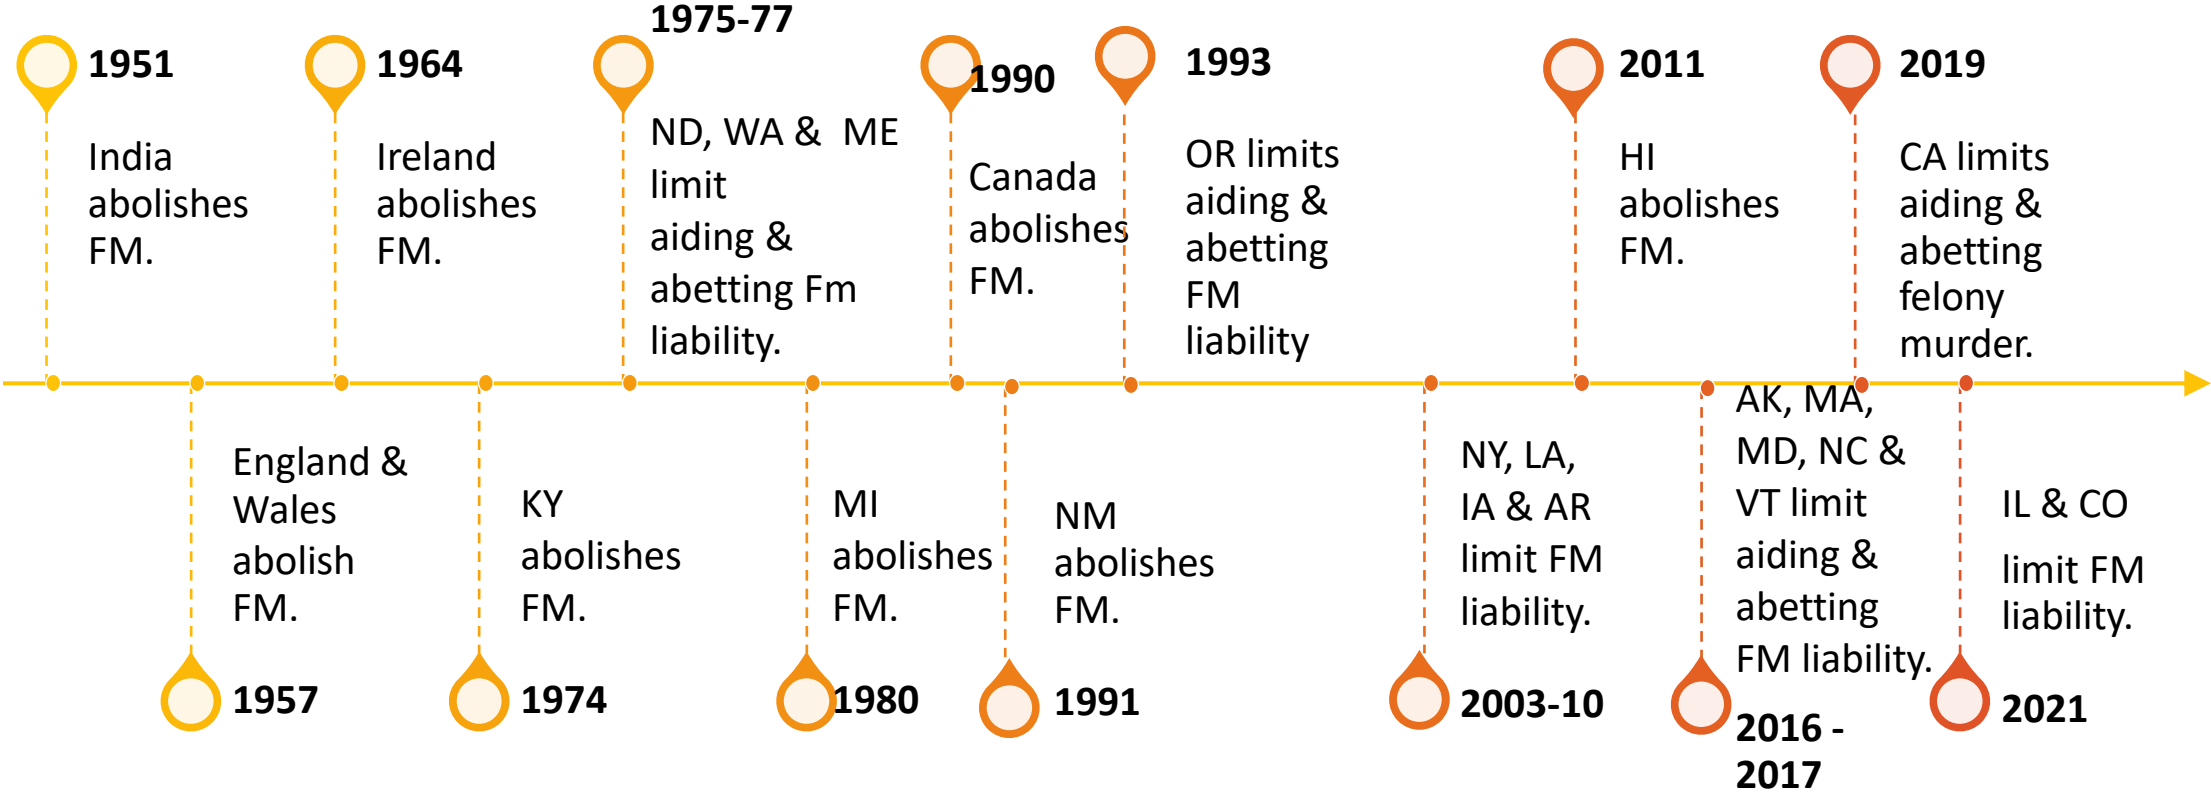 1951
India
abolishes
FM.
England &
Wales
abolish
FM.
1957
1964
Ireland
abolishes
FM.
KY
abolishes
FM.
1974
1975-77
ND, WA & ME
limit
aiding &
abetting Fm
liability.
MI
abolishes
FM.
1980
1990
Canada
abolishes
FM.
NM
abolishes
FM.
1991
1993
OR limits
aiding &
abetting
FM
liability
NY, LA,
IA & AR
limit FM
liability.
2003-10
2011
HI
abolishes
FM.
AK, MA,
MD, NC &
VT limit
aiding &
abetting
FM liability.
2016 -
2017
2019
CA limits
aiding &
abetting
felony
murder.
IL & CO
limit FM
liability.
2021